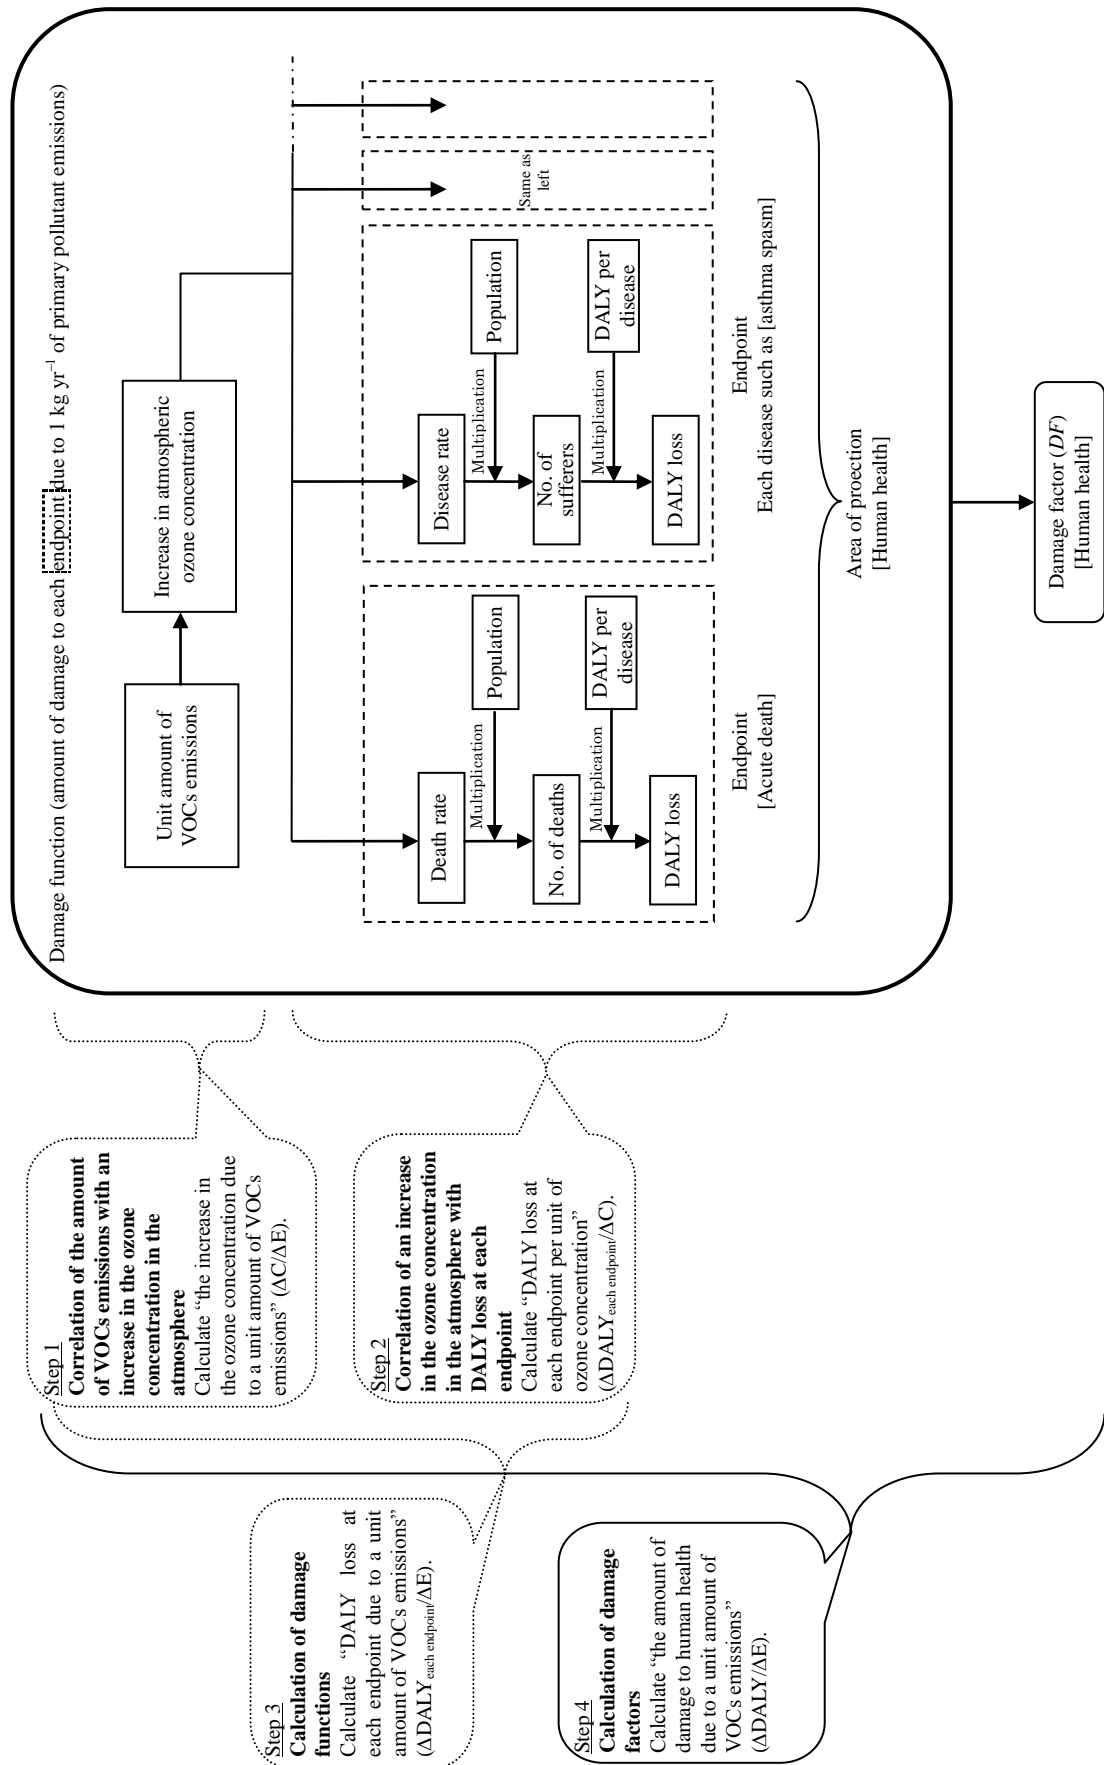 Step 1
Correlation of the amount
of VOCs emissions with an
increase in the ozone
concentration in the
atmosphere
Calculate “the increase in
the ozone concentration due
to a unit amount of VOCs
emissions” (ΔC/ΔE).
Step 2
Correlation of an increase
in the ozone concentration
in the atmosphere with
DALY loss at each
endpoint
Calculate “DALY loss at
each endpoint per unit of
ozone concentration”
(ΔDALYeach endpoint/ΔC).
Step 3
Calculation of damage
functions
Calculate “DALY loss at
each endpoint due to a unit
amount of VOCs emissions”
(ΔDALYeach endpoint/ΔE).
Step 4
Calculation of damage
factors
Calculate “the amount of
damage to human health
due to a unit amount of
VOCs emissions”
(ΔDALY/ΔE).
Damage function (amount of damage to each endpoint due to 1 kg yr−1 of primary pollutant emissions)
Unit amount of
VOCs emissions
Increase in atmospheric
ozone concentration
Death rate
Multiplication
Population
No. of deaths
Multiplication
DALY per
disease
DALY loss
Endpoint
[Acute death]
Disease rate
Multiplication
Population
No. of
sufferers
Multiplication
DALY per
disease
DALY loss
Endpoint
Each disease such as [asthma spasm]
Same as
left
Area of proection
[Human health]
Damage factor (DF)
[Human health]